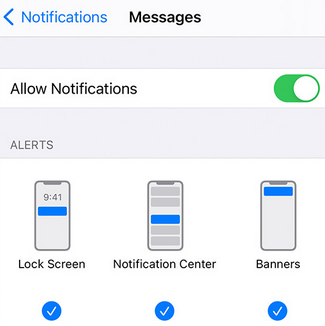 Notifications Messages
Allow Notifications
ALERTS
9:41
Lock Screen Notification Center Banners